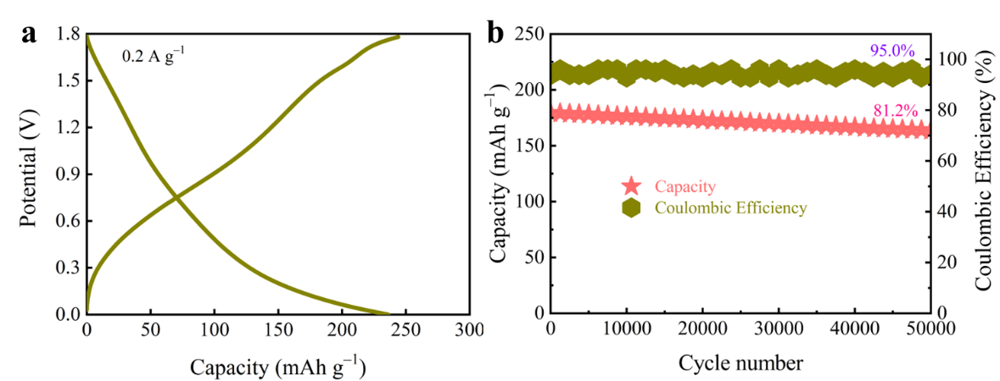 a
0.2 A g⁻¹
1.8
1.5
1.2
0.9
0.6
0.3
0.0
Potential (V)
0 50 100 150 200 250 300
Capacity (mAh g⁻¹)
b
250
200
150
100
50
0
Capacity (mAh g⁻¹)
95.0%
81.2%
Capacity
Coulombic Efficiency
100
80
60
40
20
0
Coulombic Efficiency (%)
0 10000 20000 30000 40000 50000
Cycle number